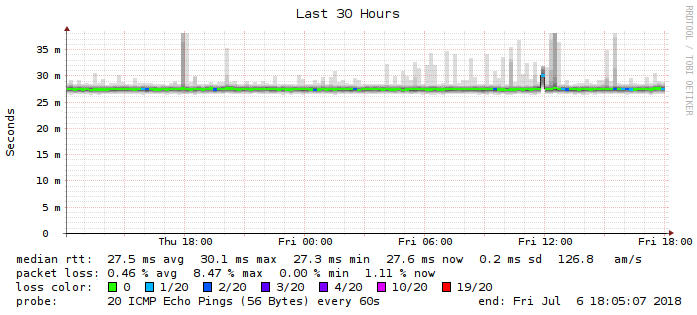 Last 30 Hours
RRDTOOL / TOBI OETIKER
Seconds
35 m
30 m
25 m
20 m
15 m
10 m
5 m
0
Thu 18:00 Fri 00:00 Fri 06:00 Fri 12:00 Fri 18:00
median rtt: 27.5 ms avg 30.1 ms max 27.3 ms min 27.6 ms now 0.2 ms sd 126.8 am/s
packet loss: 0.46 % avg 8.47 % max 0.00 % min 1.11 % now
loss color: 0 1/20 2/20 3/20 4/20 10/20 19/20
probe: 20 ICMP Echo Pings (56 Bytes) every 60s end: Fri Jul 6 18:05:07 2018